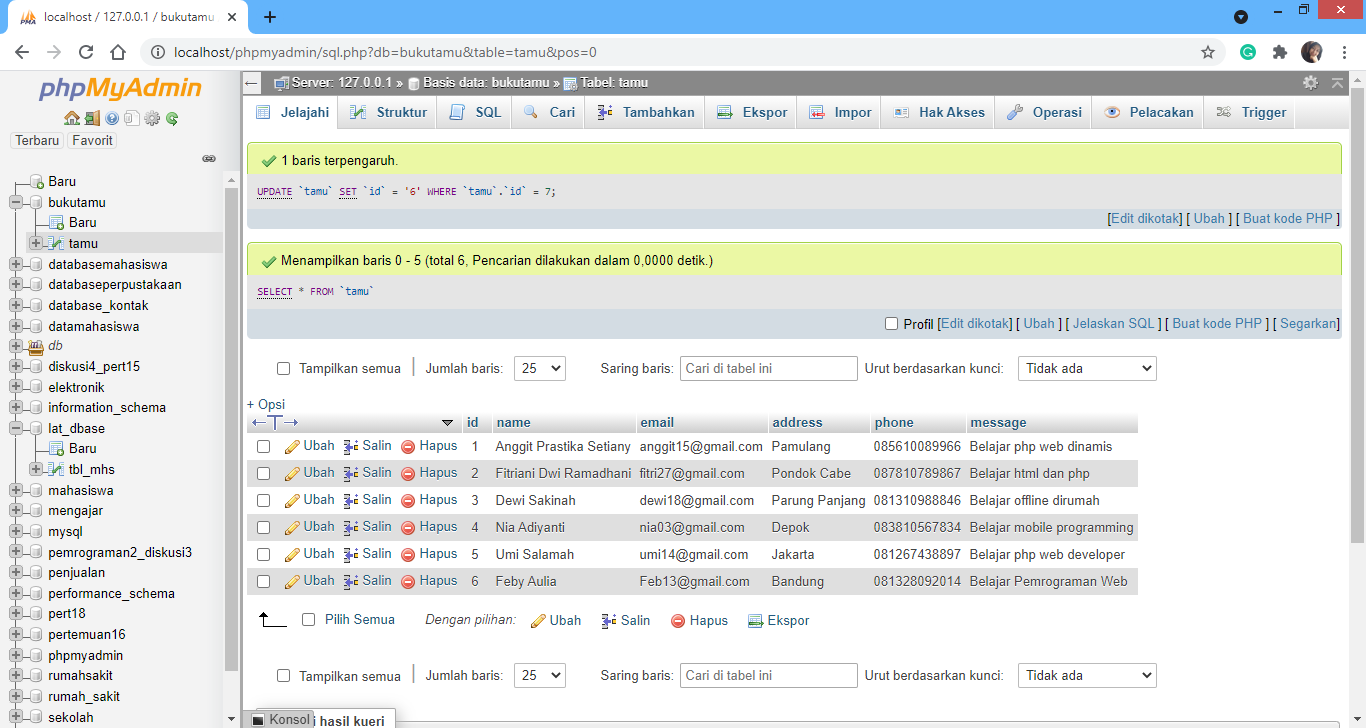 localhost / 127.0.0.1 / bukutamu
localhost/phpmyadmin/sql.php?db=bukutamu&table=tamu&pos=0
phpMyAdmin
Terbaru Favorit
Baru
bukutamu
Baru
tamu
databasemahasiswa
databaseperpustakaan
database_kontak
datamahasiswa
db
diskusi4_pert15
elektronik
information_schema
lat_dbase
Baru
tbl_mhs
mahasiswa
mengajar
mysql
pemrograman2_diskusi3
penjualan
performance_schema
pert18
pertemuan16
phpmyadmin
rumahsakit
rumah_sakit
sekolah
Server: 127.0.0.1 » Basis data: bukutamu » Tabel: tamu
Jelajahi Struktur SQL Cari Tambahkan Ekspor Impor Hak Akses Operasi Pelacakan Trigger
1 baris terpengaruh.
UPDATE `tamu` SET `id` = '6' WHERE `tamu`.`id` = 7;
[Edit dikotak] [ Ubah ] [ Buat kode PHP ]
Menampilkan baris 0 - 5 (total 6, Pencarian dilakukan dalam 0,0000 detik.)
SELECT * FROM `tamu`
Profil [Edit dikotak] [ Ubah ] [ Jelaskan SQL ] [ Buat kode PHP ] [ Segarkan]
Tampilkan semua | Jumlah baris: 25 Saring baris: Cari di tabel ini Urut berdasarkan kunci: Tidak ada
+ Opsi
←T→ id name email address phone message
Ubah Salin Hapus 1 Anggit Prastika Setiany anggit15@gmail.com Pamulang 085610089966 Belajar php web dinamis
Ubah Salin Hapus 2 Fitriani Dwi Ramadhani fitri27@gmail.com Pondok Cabe 087810789867 Belajar html dan php
Ubah Salin Hapus 3 Dewi Sakinah dewi18@gmail.com Parung Panjang 081310988846 Belajar offline dirumah
Ubah Salin Hapus 4 Nia Adiyanti nia03@gmail.com Depok 083810567834 Belajar mobile programming
Ubah Salin Hapus 5 Umi Salamah umi14@gmail.com Jakarta 081267438897 Belajar php web developer
Ubah Salin Hapus 6 Feby Aulia Feb13@gmail.com Bandung 081328092014 Belajar Pemrograman Web
Pilih Semua Dengan pilihan: Ubah Salin Hapus Ekspor
Tampilkan semua | Jumlah baris: 25 Saring baris: Cari di tabel ini Urut berdasarkan kunci: Tidak ada
Konsol i hasil kueri